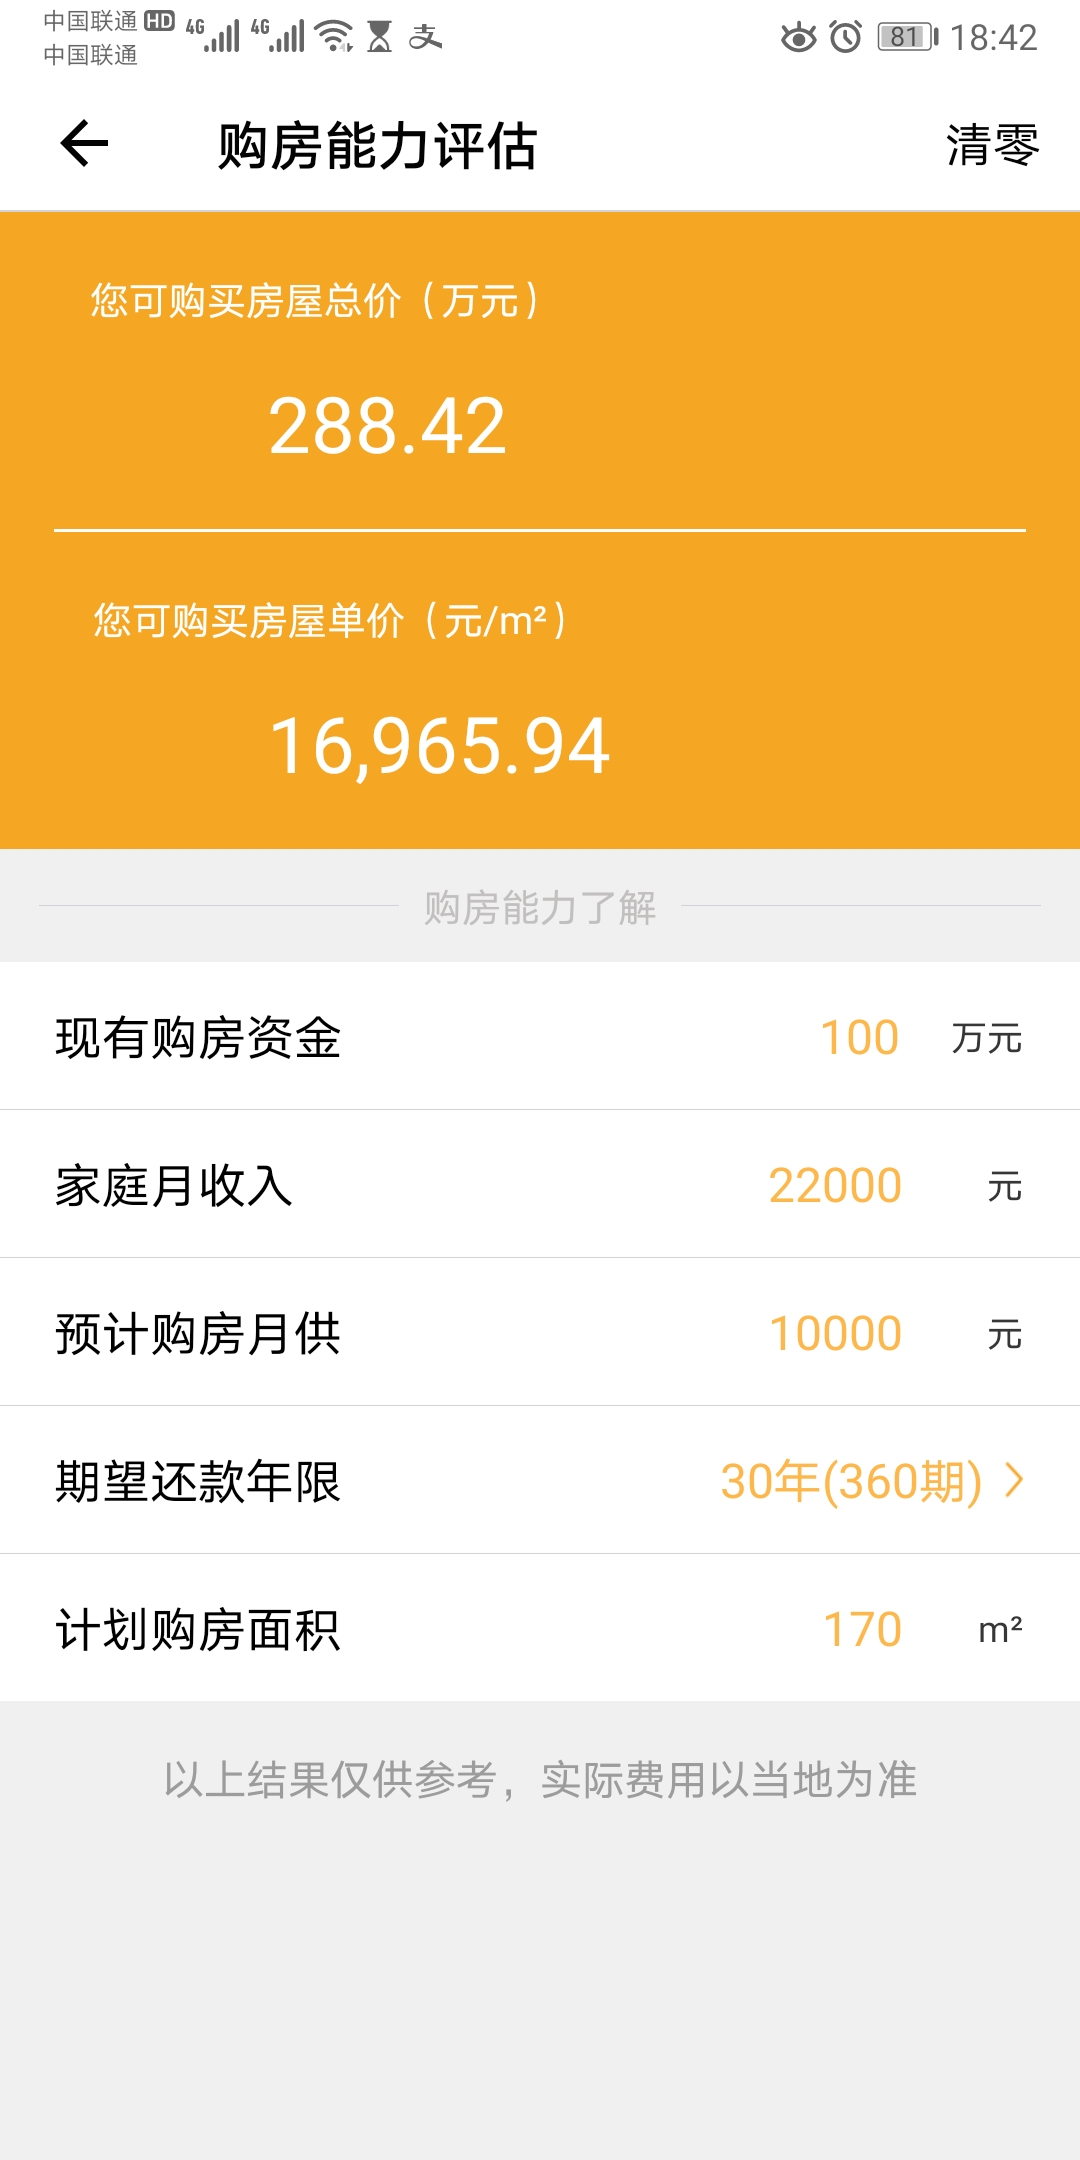 中国联通 HD 4G 4G 81 18:42
中国联通
购房能力评估 清零
您可购买房屋总价（万元）
288.42
您可购买房屋单价（元/m²）
16,965.94
购房能力了解
现有购房资金 100 万元
家庭月收入 22000 元
预计购房月供 10000 元
期望还款年限 30年(360期)
计划购房面积 170 m²
以上结果仅供参考，实际费用以当地为准